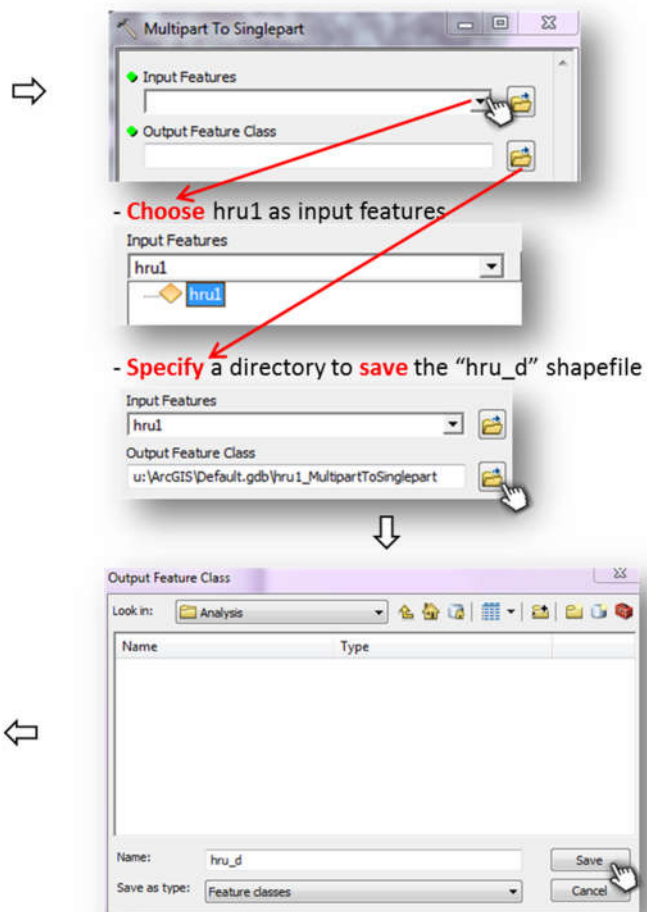 Multipart To Singlepart
Input Features
Output Feature Class
- Choose hru1 as input features
Input Features
hru1
hru1
- Specify a directory to save the “hru_d” shapefile
Input Features
hru1
Output Feature Class
u:\ArcGIS\Default.gdb\hru1_MultipartToSinglepart
Output Feature Class
Look in: Analysis
Name Type
Name: hru_d Save
Save as type: Feature classes Cancel